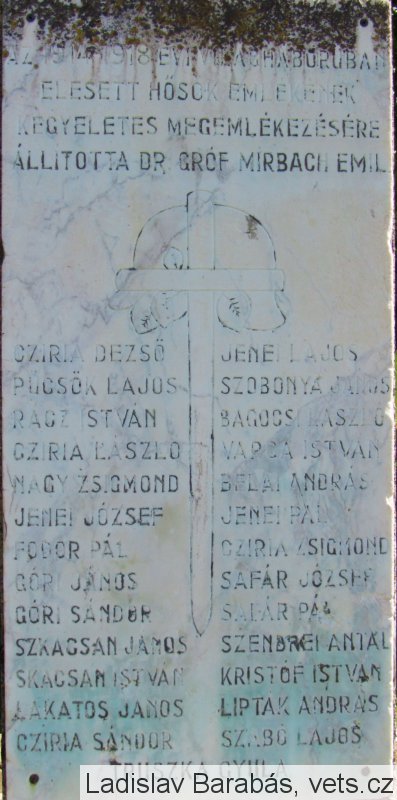 AZ 1914-1918 ÉVI VILÁGHÁBORUBAN
ELESETT HŐSÖK EMLÉKÉNEK
KEGYELETES MEGEMLÉKEZÉSÉRE
ÁLLITOTTA DR. GRÓF MIRBACH EMIL
CZIRIA DEZSŐ
PÜCSÖK LAJOS
RÁCZ ISTVÁN
CZIRIA LÁSZLÓ
NAGY ZSIGMOND
JENEI JÓZSEF
FODOR PÁL
GÓRI JÁNOS
GÓRI SÁNDOR
SZKACSAN JÁNOS
SKACSAN ISTVÁN
LAKATOS JÁNOS
CZIRIA SÁNDOR
JENEI LAJOS
SZOBONYA JÁNOS
BAGOCSI LÁSZLÓ
VARGA ISTVÁN
BELAI ANDRÁS
JENEI PÁL
CZIRIA ZSIGMOND
SAFÁR JÓZSEF
SAFÁR PÁL
SZENDREI ANTAL
KRISTÓF ISTVÁN
LIPTÁK ANDRÁS
SZABÓ LAJOS
TRUSZKA GYULA
Ladislav Barabás, vets.cz